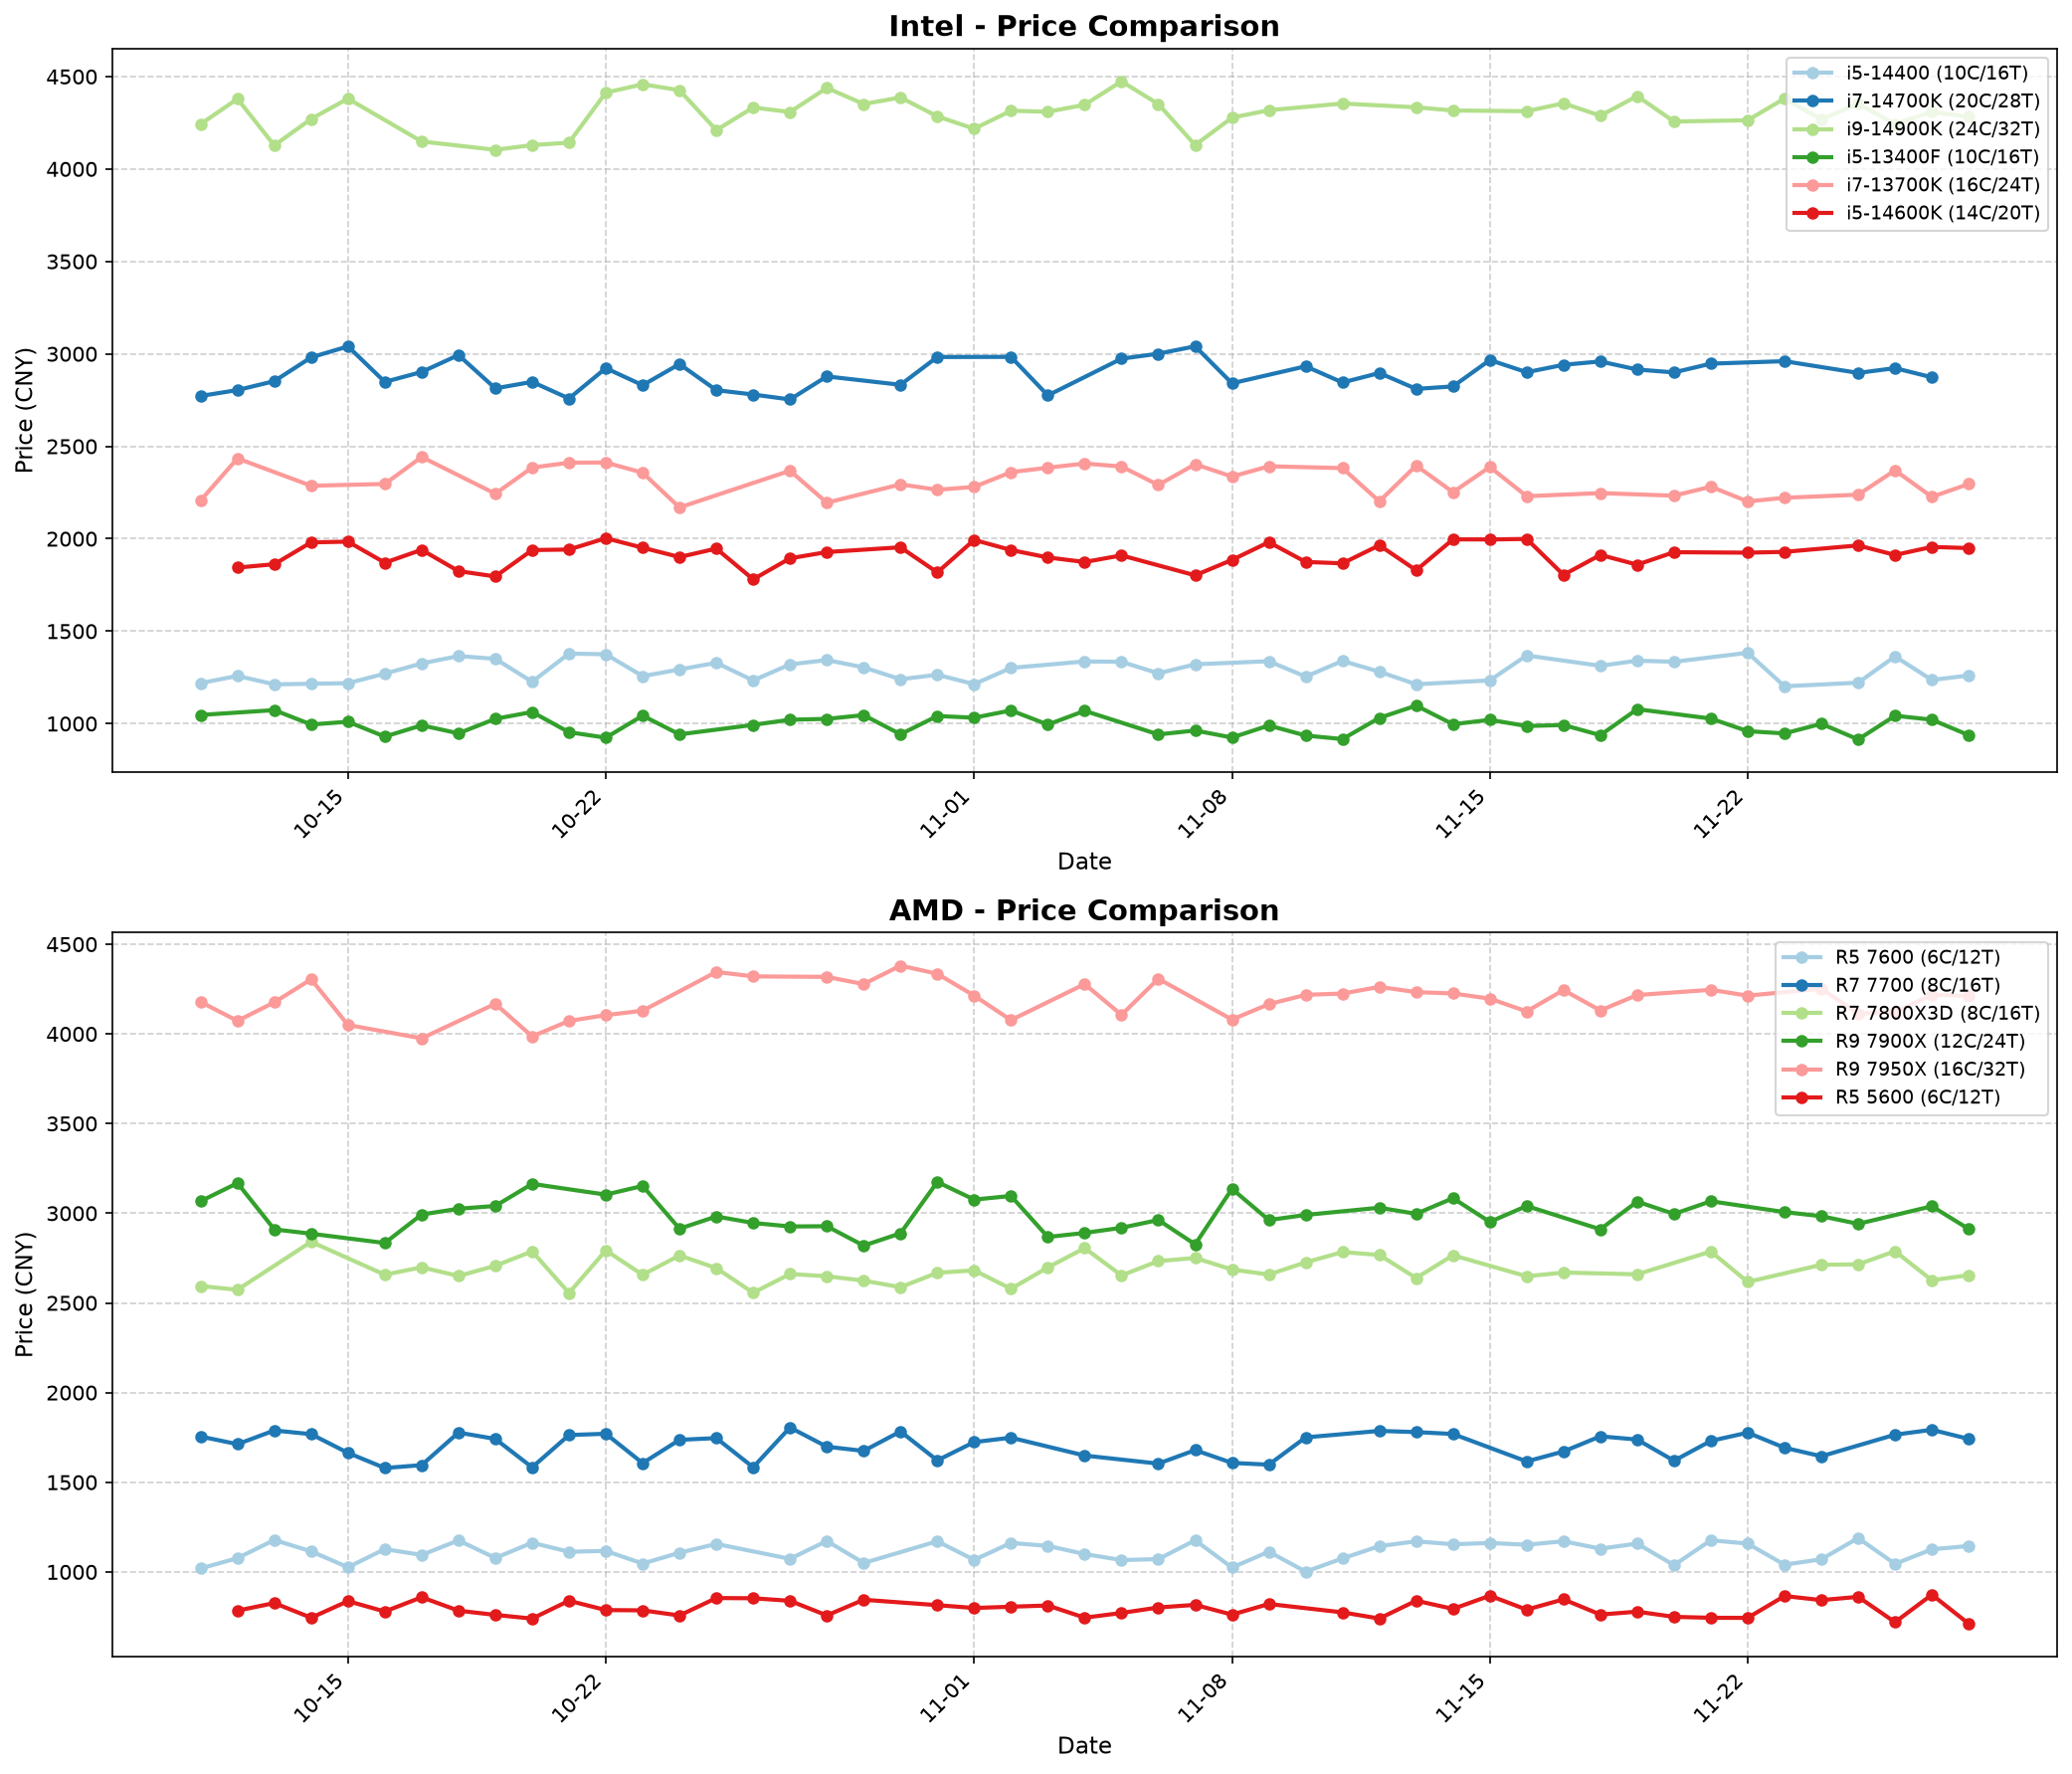 Intel - Price Comparison
Price (CNY)
4500
4000
3500
3000
2500
2000
1500
1000
i5-14400 (10C/16T)
i7-14700K (20C/28T)
i9-14900K (24C/32T)
i5-13400F (10C/16T)
i7-13700K (16C/24T)
i5-14600K (14C/20T)
10-15
10-22
11-01
11-08
11-15
11-22
Date
AMD - Price Comparison
Price (CNY)
4500
4000
3500
3000
2500
2000
1500
1000
R5 7600 (6C/12T)
R7 7700 (8C/16T)
R7 7800X3D (8C/16T)
R9 7900X (12C/24T)
R9 7950X (16C/32T)
R5 5600 (6C/12T)
10-15
10-22
11-01
11-08
11-15
11-22
Date